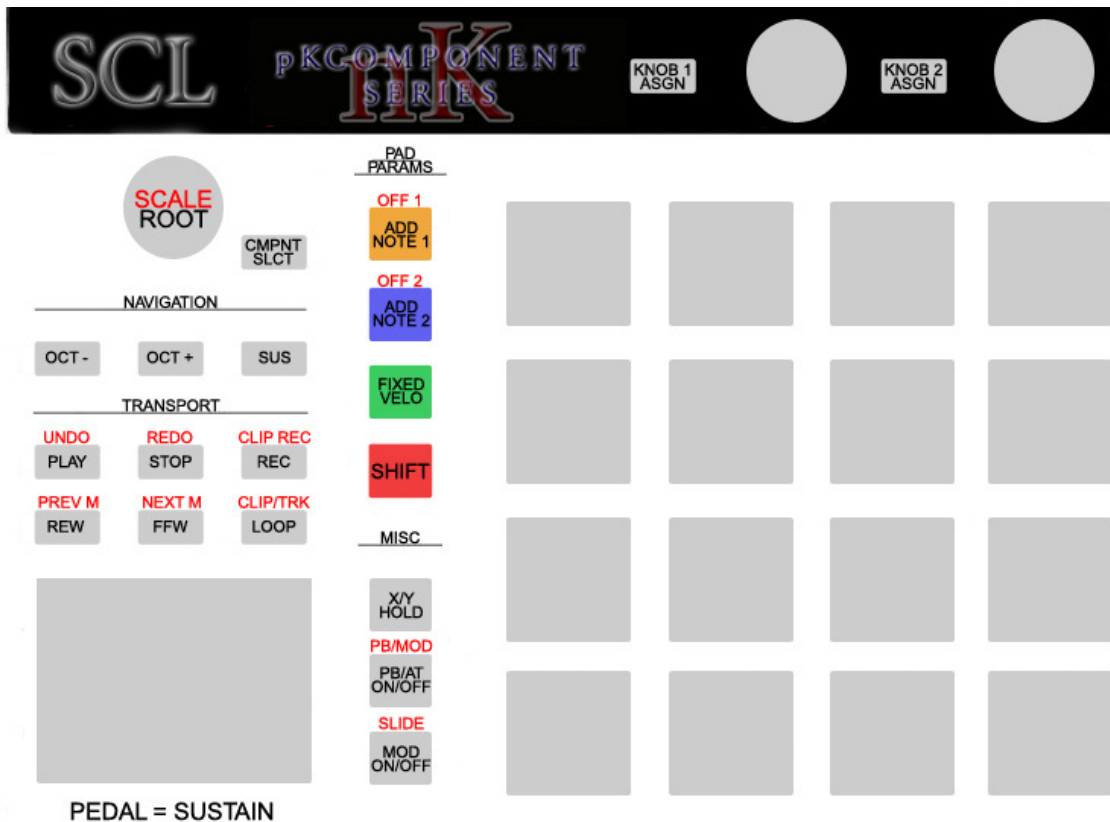 SCL
pKCOMPONENT
nK
SERIES
KNOB 1
ASGN
KNOB 2
ASGN
SCALE
ROOT
CMPNT
SLCT
NAVIGATION
OCT -
OCT +
SUS
TRANSPORT
UNDO
REDO
CLIP REC
PLAY
STOP
REC
PREV M
NEXT M
CLIP/TRK
REW
FFW
LOOP
PEDAL = SUSTAIN
PAD
PARAMS
OFF 1
ADD
NOTE 1
OFF 2
ADD
NOTE 2
FIXED
VELO
SHIFT
MISC
X/Y
HOLD
PB/MOD
PB/AT
ON/OFF
SLIDE
MOD
ON/OFF